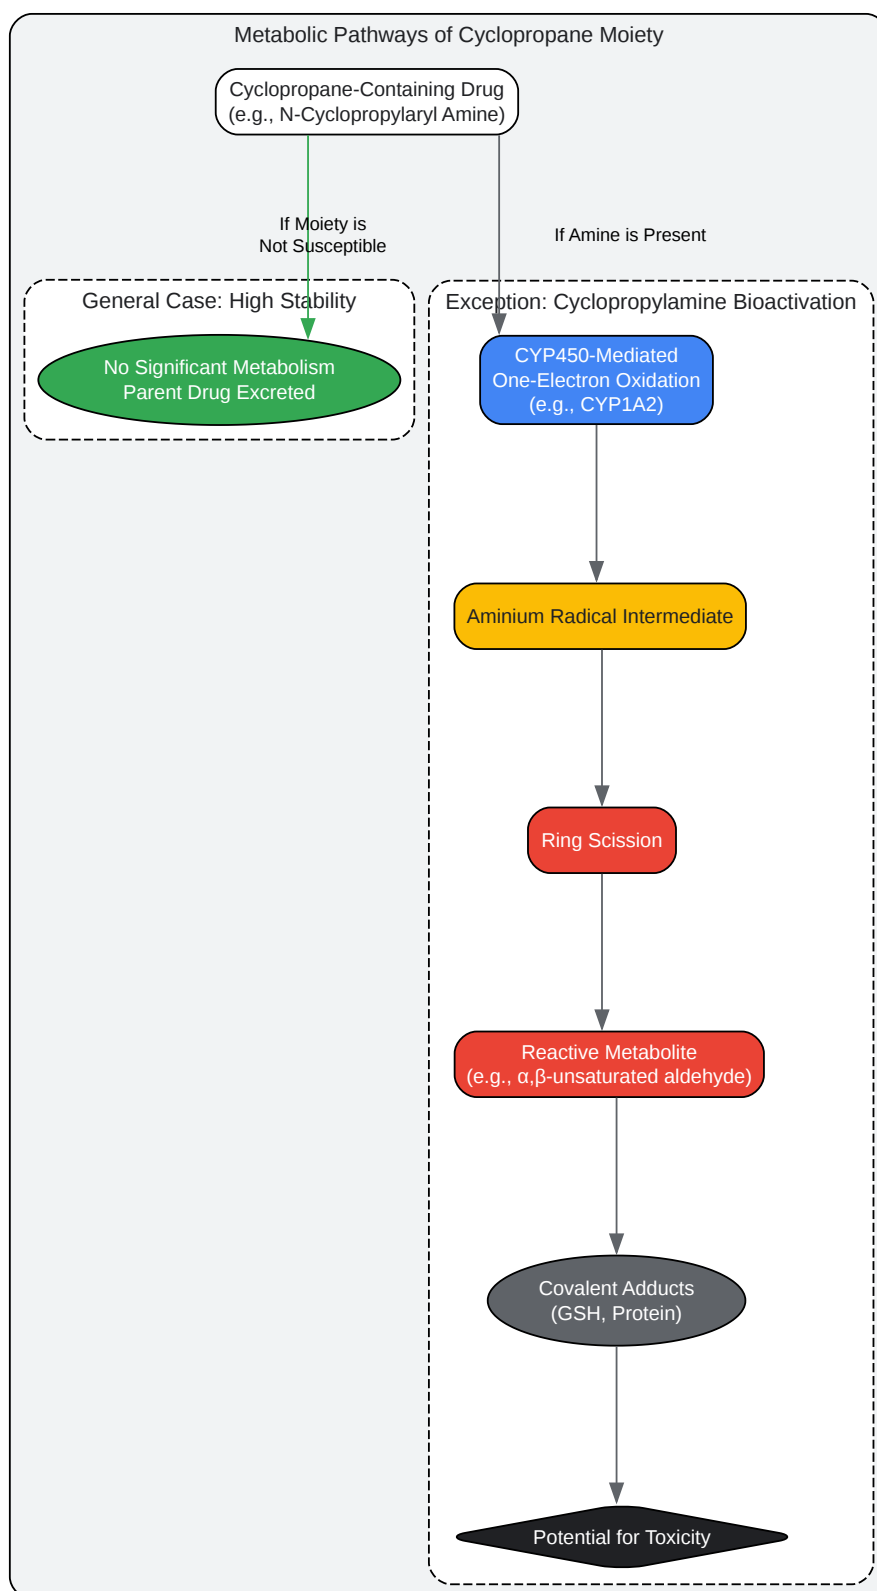 Metabolic Pathways of Cyclopropane Moiety
Cyclopropane-Containing Drug
(e.g., N-Cyclopropylaryl Amine)
If Moiety is
Not Susceptible
If Amine is Present
General Case: High Stability
No Significant Metabolism
Parent Drug Excreted
Exception: Cyclopropylamine Bioactivation
CYP450-Mediated
One-Electron Oxidation
(e.g., CYP1A2)
Aminium Radical Intermediate
Ring Scission
Reactive Metabolite
(e.g., α,β-unsaturated aldehyde)
Covalent Adducts
(GSH, Protein)
Potential for Toxicity